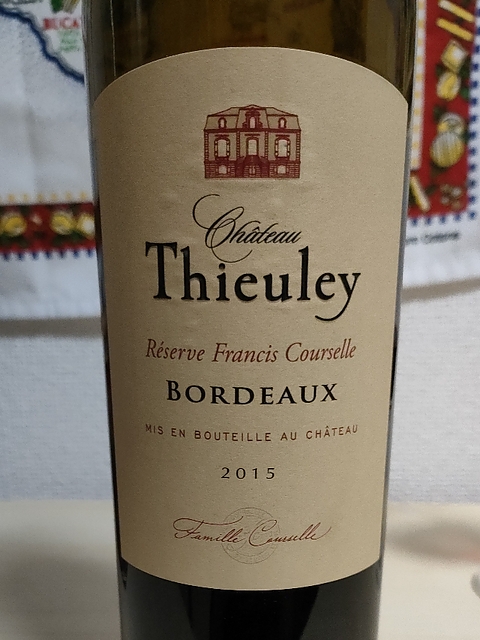 Château
Thieuley
Réserve Francis Courselle
BORDEAUX
MIS EN BOUTEILLE AU CHÂTEAU
2015
Famille Courselle